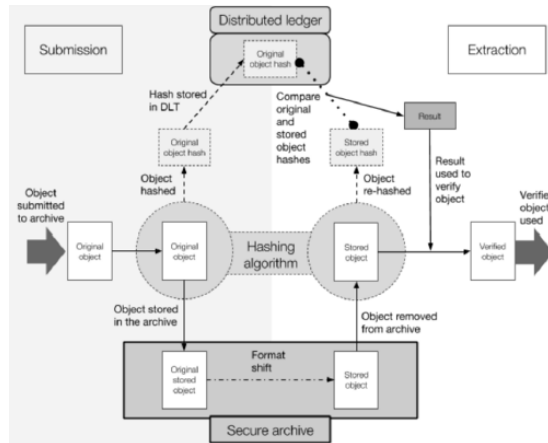 Submission
Distributed ledger
Extraction
Original
object hash
Hash stored
in DLT
Compare
original
and
stored
object
hashes
Result
Original
object hash
Stored
object hash
Result
used to
verify
object
Object
submitted
to archive
Object
hashed
Object
re-hashed
Verified
object
used
Original
object
Original
object
Hashing
algorithm
Stored
object
Verified
object
Object stored
in the archive
Object removed
from archive
Original
stored
object
Format
shift
Stored
object
Secure archive